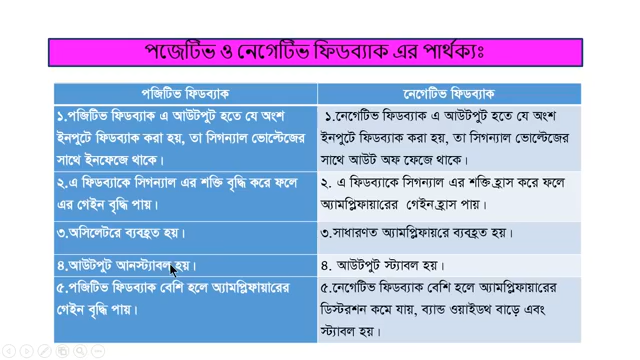 পজেটিভ ও নেগেটিভ ফিডব্যাক এর পার্থক্যঃ
পজিটিভ ফিডব্যাক
নেগেটিভ ফিডব্যাক
১.পজিটিভ ফিডব্যাক এ আউটপুট হতে যে অংশ
ইনপুটে ফিডব্যাক করা হয়, তা সিগন্যাল ভোল্টেজের
সাথে ইনফেজে থাকে।
১.নেগেটিভ ফিডব্যাক এ আউটপুট হতে যে অংশ
ইনপুটে ফিডব্যাক করা হয়, তা সিগন্যাল ভোল্টেজের
সাথে আউট অফ ফেজে থাকে।
২.এ ফিডব্যাকে সিগন্যাল এর শক্তি বৃদ্ধি করে ফলে
এর গেইন বৃদ্ধি পায়।
২. এ ফিডব্যাকে সিগন্যাল এর শক্তি হ্রাস করে ফলে
অ্যামপ্লিফায়ারের গেইন হ্রাস পায়।
৩.অসিলেটরে ব্যবহৃত হয়।
৩.সাধারণত অ্যামপ্লিফায়রে ব্যবহৃত হয়।
৪.আউটপুট আনস্ট্যাবল হয়।
৪. আউটপুট স্ট্যাবল হয়।
৫.পজিটিভ ফিডব্যাক বেশি হলে অ্যামপ্লিফায়ারের
গেইন বৃদ্ধি পায়।
৫.নেগেটিভ ফিডব্যাক বেশি হলে অ্যামপ্লিফায়ারের
ডিস্টরশন কমে যায়, ব্যান্ড ওয়াইডথ বাড়ে এবং
স্ট্যাবল হয়।